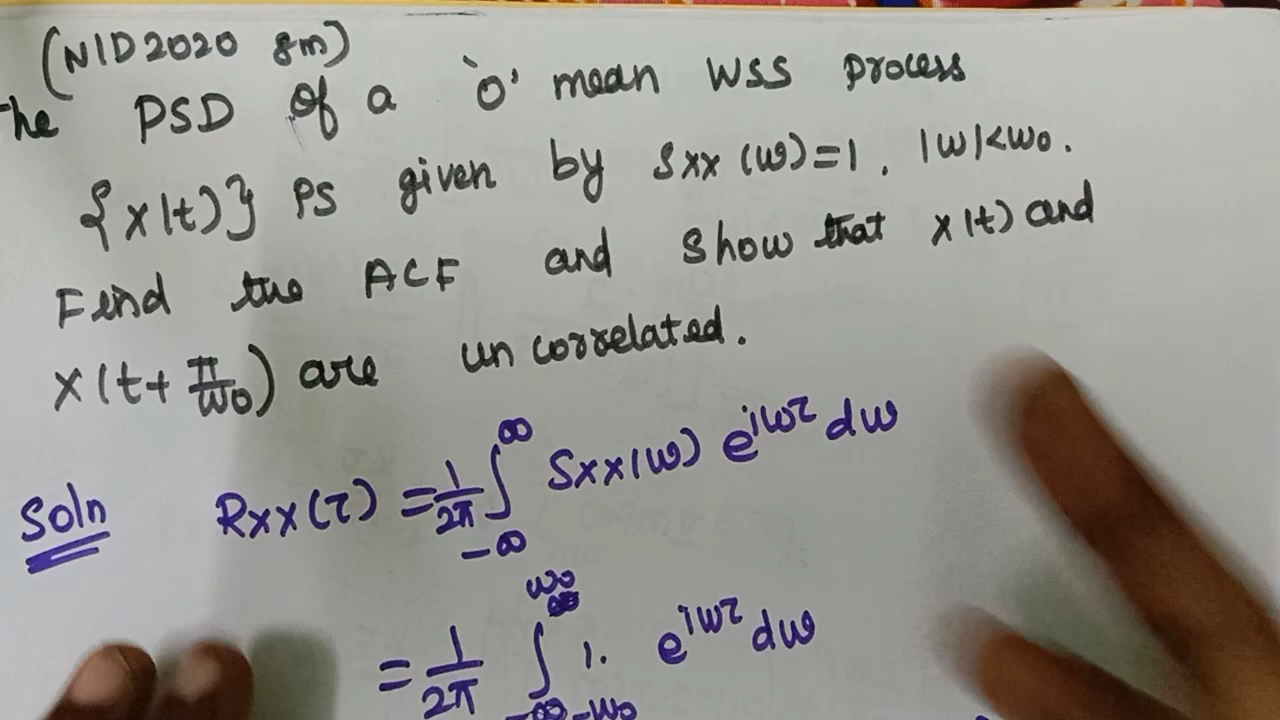 (N/D 2020 8m)
The PSD of a '0' mean WSS process
{x(t)} is given by Sxx(ω)=1, |ω|<ω0.
Find the ACF and show that x(t) and
x(t+π/ω0) are uncorrelated.
Soln Rxx(τ) = 1/2π ∫_{-∞}^{∞} Sxx(ω) e^{iωτ} dω
= 1/2π ∫_{-ω0}^{ω0} 1. e^{iωτ} dω